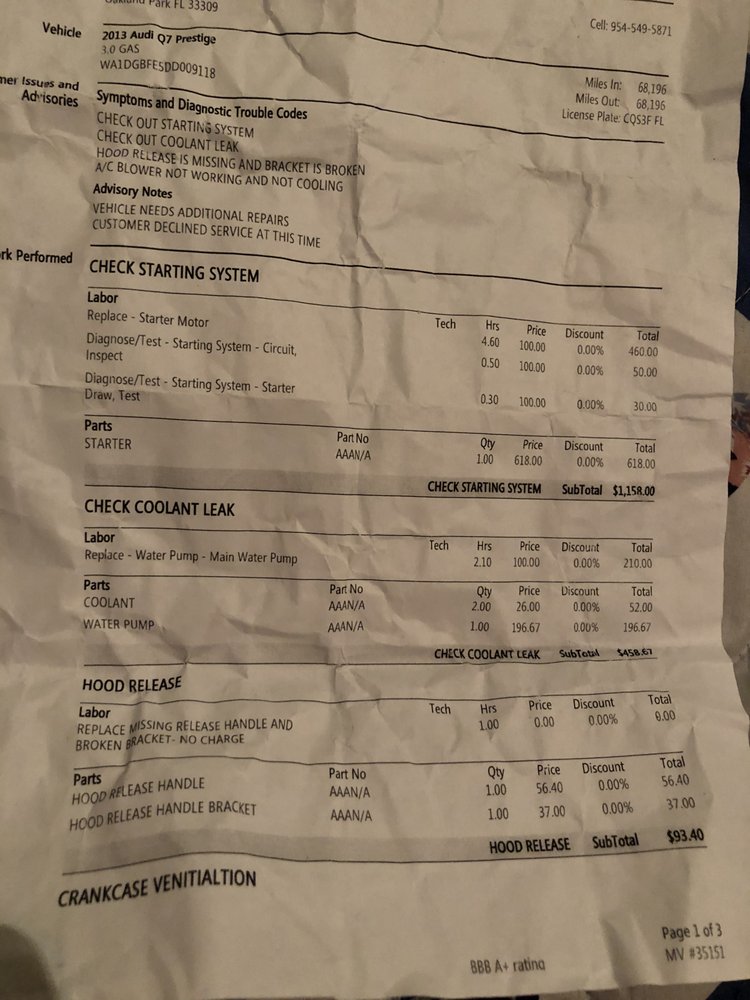 Park FL 33309
Cell: 954-549-5871
Vehicle
2013 Audi Q7 Prestige
3.0 GAS
WA1DGBFE5DD009118
Miles In: 68,196
Miles Out: 68,196
License Plate: CQS3F FL
Issues and
Advisories
Symptoms and Diagnostic Trouble Codes
CHECK OUT STARTING SYSTEM
CHECK OUT COOLANT LEAK
HOOD RELEASE IS MISSING AND BRACKET IS BROKEN
A/C BLOWER NOT WORKING AND NOT COOLING
Advisory Notes
VEHICLE NEEDS ADDITIONAL REPAIRS
CUSTOMER DECLINED SERVICE AT THIS TIME
rk Performed
CHECK STARTING SYSTEM
Labor Tech Hrs Price Discount Total
Replace - Starter Motor 4.60 100.00 0.00% 460.00
Diagnose/Test - Starting System - Circuit, 0.50 100.00 0.00% 50.00
Inspect
Diagnose/Test - Starting System - Starter 0.30 100.00 0.00% 30.00
Draw, Test
Parts Part No Qty Price Discount Total
STARTER AAAN/A 1.00 618.00 0.00% 618.00
CHECK STARTING SYSTEM SubTotal $1,158.00
CHECK COOLANT LEAK
Labor Tech Hrs Price Discount Total
Replace - Water Pump - Main Water Pump 2.10 100.00 0.00% 210.00
Parts Part No Qty Price Discount Total
COOLANT AAAN/A 2.00 26.00 0.00% 52.00
WATER PUMP AAAN/A 1.00 196.67 0.00% 196.67
CHECK COOLANT LEAK SubTotal $458.67
HOOD RELEASE
Labor Tech Hrs Price Discount Total
REPLACE MISSING RELEASE HANDLE AND 1.00 0.00 0.00% 0.00
BROKEN BRACKET- NO CHARGE
Parts Part No Qty Price Discount Total
HOOD RELEASE HANDLE AAAN/A 1.00 56.40 0.00% 56.40
HOOD RELEASE HANDLE BRACKET AAAN/A 1.00 37.00 0.00% 37.00
HOOD RELEASE SubTotal $93.40
CRANKCASE VENITIALTION
Page 1 of 3
BBB A+ rating
MV #35151